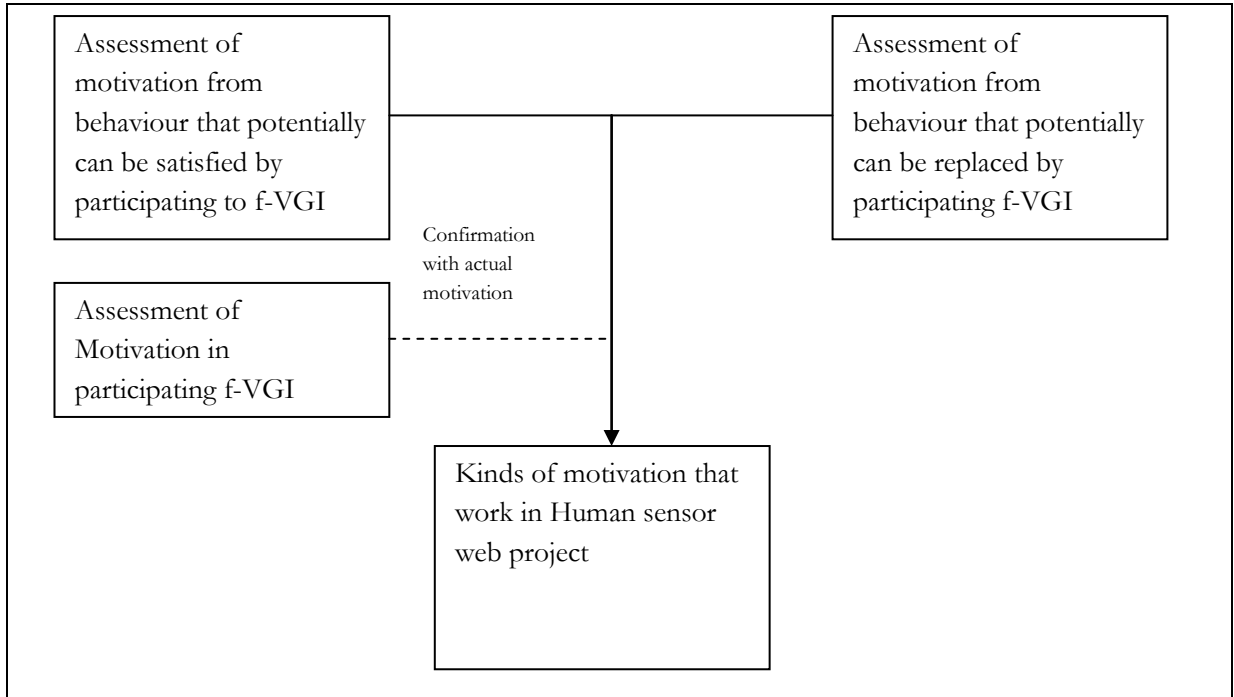 Assessment of
motivation from
behaviour that potentially
can be satisfied by
participating to f-VGI
Assessment of
motivation from
behaviour that potentially
can be replaced by
participating f-VGI
Confirmation
with actual
motivation
Assessment of
Motivation in
participating f-VGI
Kinds of motivation that
work in Human sensor
web project